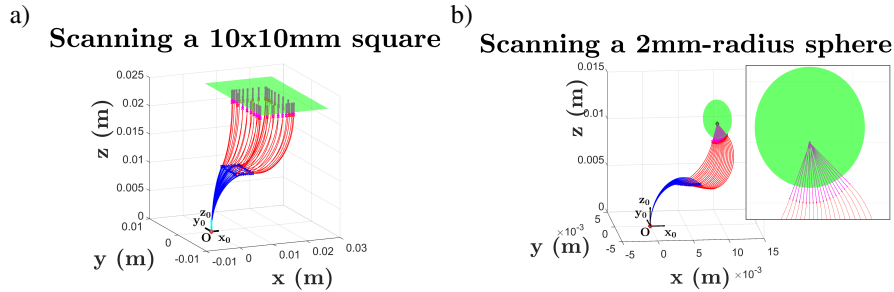 a)
Scanning a 10x10mm square
0.025
0.02
0.015
0.01
0.005
0
z (m)
z0
y0
O
x0
0.01
0
-0.01
y (m)
-0.01
0
0.01
0.02
0.03
x (m)
b)
Scanning a 2mm-radius sphere
0.015
0.01
0.005
0
z (m)
z0
y0
O
x0
×10⁻³
5
0
-5
y (m)
-5
0
5
10
15
x (m)
×10⁻³